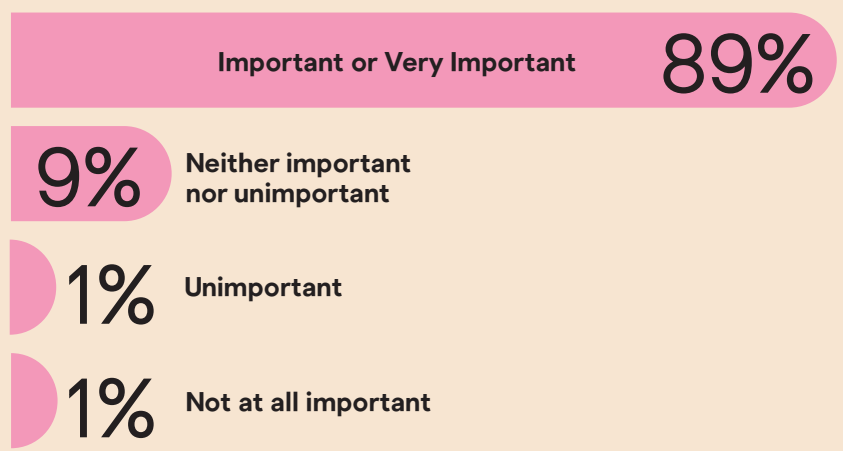 Important or Very Important 89%
9% Neither important
nor unimportant
1% Unimportant
1% Not at all important